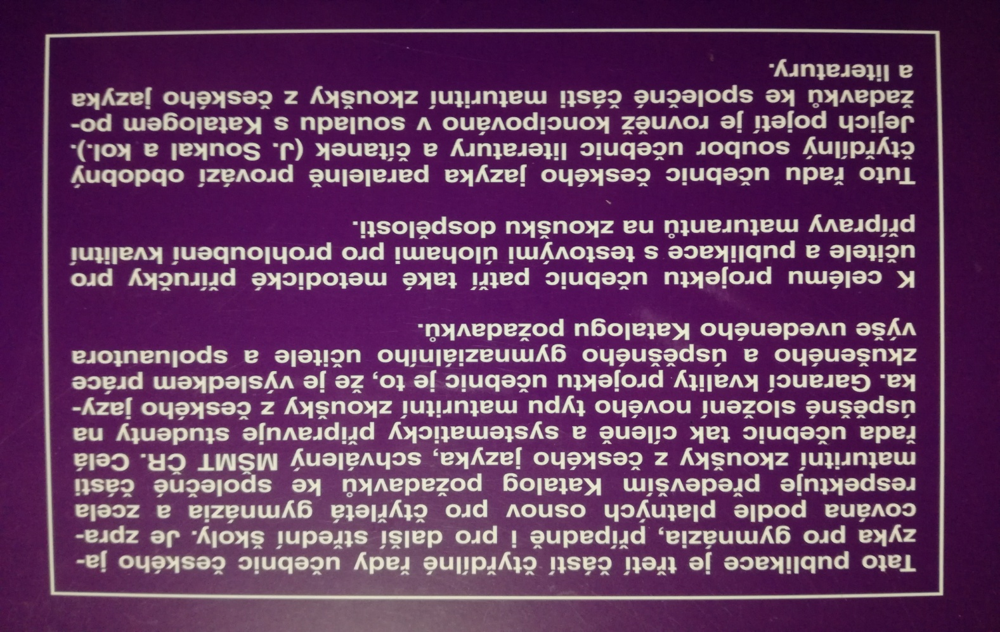 Tato publikace je třetí částí čtyřdílné řady učebnic českého ja-
zyka pro gymnázia, případně i pro další střední školy. Je zpra-
cována podle platných osnov pro čtyřletá gymnázia a zcela
respektuje především Katalog požadavků ke společné části
maturitní zkoušky z českého jazyka, schválený MŠMT ČR. Celá
řada učebnic tak cíleně a systematicky připravuje studenty na
úspěšné složení nového typu maturitní zkoušky z českého jazy-
ka. Garancí kvality projektu učebnic je to, že je výsledkem práce
zkušeného a úspěšného gymnaziálního učitele a spoluautora
výše uvedeného Katalogu požadavků.
K celému projektu učebnic patří také metodické příručky pro
učitele a publikace s testovými úlohami pro prohloubení kvalitní
přípravy maturantů na zkoušku dospělosti.
Tuto řadu učebnic českého jazyka paralelně provází obdobný
čtyřdílný soubor učebnic literatury a čítanek (J. Soukal a kol.).
Jejich pojetí je rovněž koncipováno v souladu s Katalogem po-
žadavků ke společné části maturitní zkoušky z českého jazyka
a literatury.